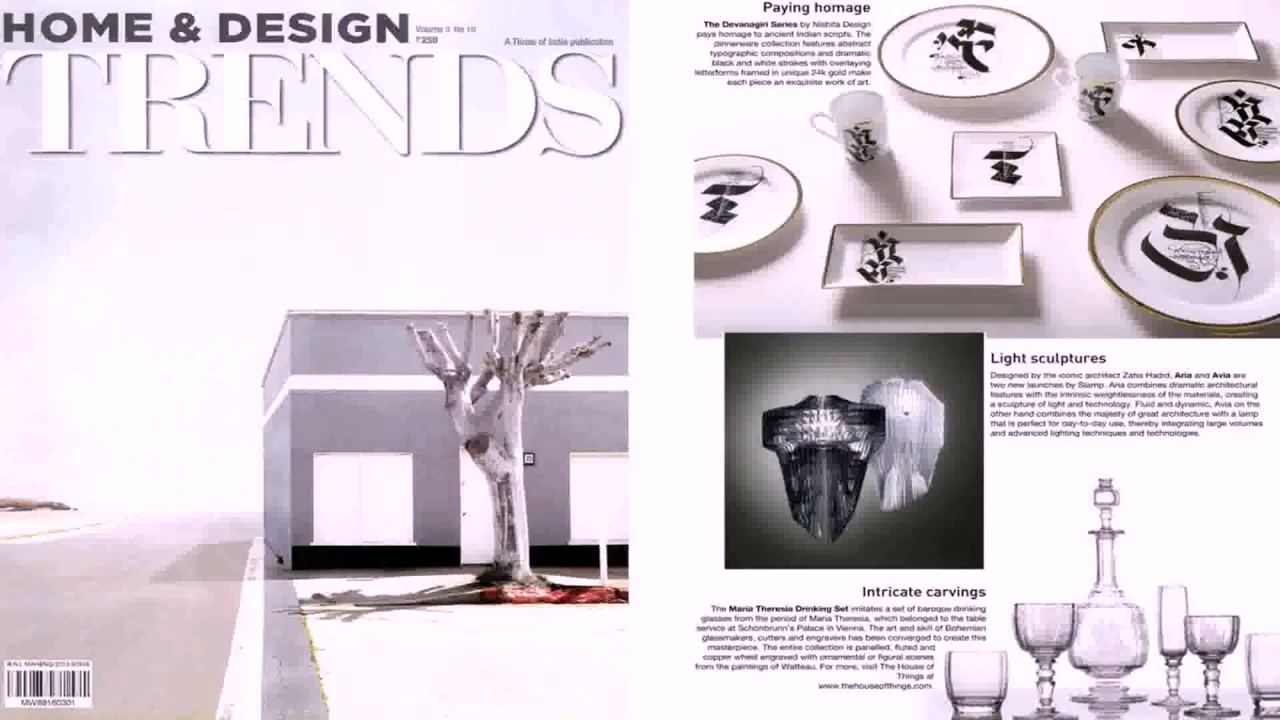 HOME & DESIGN
Volume 3 No 10
₹250
A Times of India publication
TRENDS
R.N.I. MAHENG/2013/50946
MW89160301
Paying homage
The Devanagiri Series by Nishita Design
pays homage to ancient Indian scripts. The
dinnerware collection features abstract
typographic compositions and dramatic
black and white strokes with overlaying
letterforms framed in unique 24k gold make
each piece an exquisite work of art.
Light sculptures
Designed by the iconic architect Zaha Hadid, Aria and Avia are
two new launches by Slamp. Aria combines dramatic architectural
features with the intrinsic weightlessness of the materials, creating
a sculpture of light and technology. Fluid and dynamic, Avia on the
other hand combines the majesty of great architecture with a lamp
that is perfect for day-to-day use, thereby integrating large volumes
and advanced lighting techniques and technologies.
Intricate carvings
The Maria Theresia Drinking Set imitates a set of baroque drinking
glasses from the period of Maria Theresia, which belonged to the table
service at Schönbrunn's Palace in Vienna. The art and skill of Bohemian
glassmakers, cutters and engravers has been converged to create this
masterpiece. The entire collection is panelled, fluted and
copper wheel engraved with ornamental or figural scenes
from the paintings of Watteau. For more, visit The House of
Things at
www.thehouseofthings.com